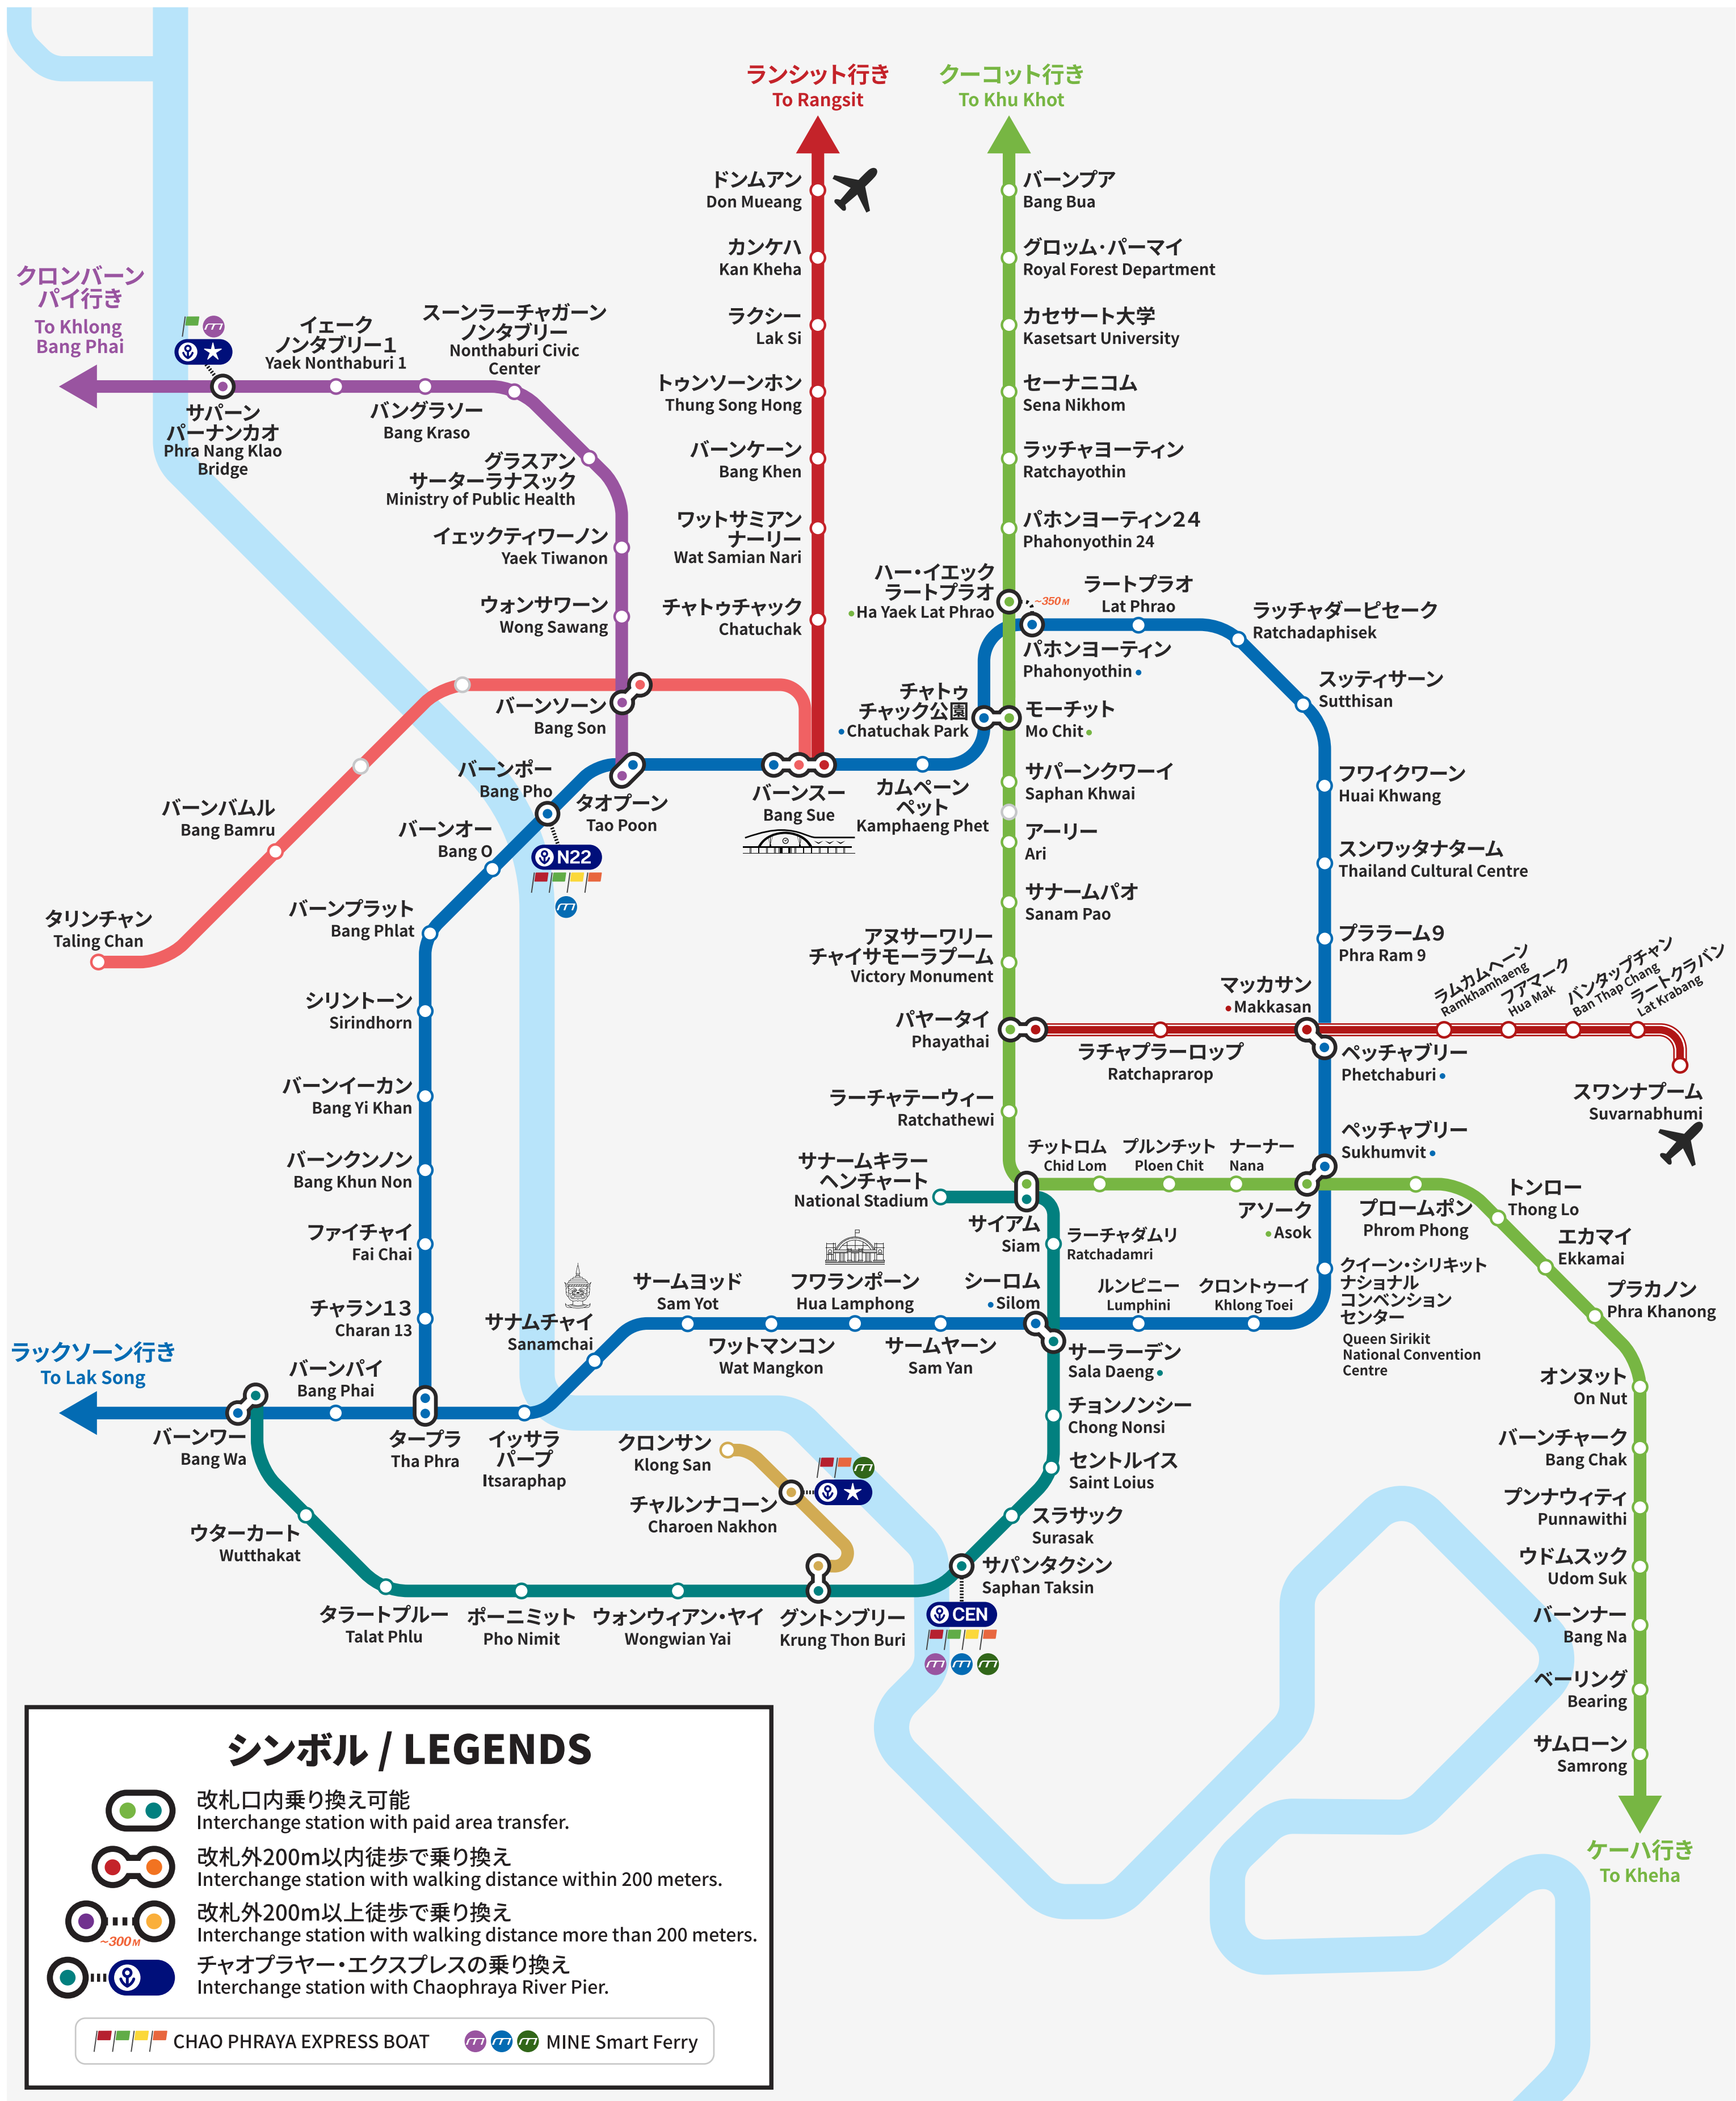 ランシット行き
To Rangsit
クーコット行き
To Khu Khot
ドンムアン
Don Mueang
カンケハ
Kan Kheha
ラクシー
Lak Si
トゥンソーンホン
Thung Song Hong
バーンケーン
Bang Khen
ワットサミアン
ナーリー
Wat Samian Nari
チャトゥチャック
Chatuchak
バーンブア
Bang Bua
グロッム・パーマイ
Royal Forest Department
カセサート大学
Kasetsart University
セーナニコム
Sena Nikhom
ラッチャヨーティン
Ratchayothin
パホンヨーティン24
Phahonyothin 24
ハー・イエック
ラートプラオ
Ha Yaek Lat Phrao
~350 M
ラートプラオ
Lat Phrao
ラッチャダーピセーク
Ratchadaphisek
パホンヨーティン
Phahonyothin
スッティサーン
Sutthisan
チャトゥ
チャック公園
Chatuchak Park
モーチット
Mo Chit
クロンバーン
パイ行き
To Khlong
Bang Phai
サパーン
パーナンカオ
Phra Nang Klao
Bridge
イェーク
ノンタブリー1
Yaek Nonthaburi 1
バングラソー
Bang Kraso
スーンラーチャガーン
ノンタブリー
Nonthaburi Civic
Center
グラスアン
サーターラナスック
Ministry of Public Health
イェックティワーノン
Yaek Tiwanon
ウォンサワーン
Wong Sawang
バーンソーン
Bang Son
バーンポー
Bang Pho
タオプーン
Tao Poon
バーンスー
Bang Sue
カムペーン
ペット
Kamphaeng Phet
サパーンクワーイ
Saphan Khwai
アーリー
Ari
サナームパオ
Sanam Pao
アヌサーワリー
チャイサモーラプーム
Victory Monument
パヤータイ
Phayathai
ラーチャテーウィー
Ratchathewi
フワイクワーン
Huai Khwang
スンワッタナターム
Thailand Cultural Centre
プララーム9
Phra Ram 9
マッカサン
Makkasan
ラチャプラーロップ
Ratchaprarop
ペッチャブリー
Phetchaburi
ラムカムヘーン
Ramkhamhaeng
フアマーク
Hua Mak
バンタップチャン
Ban Thap Chang
ラートクラバン
Lat Krabang
スワンナプーム
Suvarnabhumi
ペッチャブリー
Sukhumvit
バーンバムル
Bang Bamru
タリンチャン
Taling Chan
バーンオー
Bang O
N22
バーンプラット
Bang Phlat
シリントーン
Sirindhorn
バーンイーカン
Bang Yi Khan
バーンクンノン
Bang Khun Non
ファイチャイ
Fai Chai
チャラン13
Charan 13
ラックソーン行き
To Lak Song
バーンパイ
Bang Phai
バーンワー
Bang Wa
タープラ
Tha Phra
イッサラ
パープ
Itsaraphap
サナムチャイ
Sanamchai
サームヨッド
Sam Yot
ワットマンコン
Wat Mangkon
フワランポーン
Hua Lamphong
サームヤーン
Sam Yan
シーロム
Silom
ルンピニー
Lumphini
クロントゥーイ
Khlong Toei
クイーン・シリキット
ナショナル
コンベンション
センター
Queen Sirikit
National Convention
Centre
サナームキラー
ヘンチャート
National Stadium
サイアム
Siam
チットロム
Chid Lom
プルンチット
Ploen Chit
ナーナー
Nana
アソーク
Asok
プロームポン
Phrom Phong
トンロー
Thong Lo
エカマイ
Ekkamai
プラカノン
Phra Khanong
オンヌット
On Nut
バーンチャーク
Bang Chak
プンナウィティ
Punnawithi
ウドムスック
Udom Suk
バーンナー
Bang Na
ベーリング
Bearing
サムローン
Samrong
ケーハ行き
To Kheha
ラーチャダムリ
Ratchadamri
サーラーデン
Sala Daeng
チョンノンシー
Chong Nonsi
セントルイス
Saint Loius
スラサック
Surasak
サパンタクシン
Saphan Taksin
CEN
クロンサン
Klong San
チャルンナコーン
Charoen Nakhon
グントンブリー
Krung Thon Buri
ウォンウィアン・ヤイ
Wongwian Yai
ポーニミット
Pho Nimit
タラートプルー
Talat Phlu
ウターカート
Wutthakat
シンボル / LEGENDS
改札口内乗り換え可能
Interchange station with paid area transfer.
改札外200m以内徒歩で乗り換え
Interchange station with walking distance within 200 meters.
~300 M
改札外200m以上徒歩で乗り換え
Interchange station with walking distance more than 200 meters.
チャオプラヤー・エクスプレスの乗り換え
Interchange station with Chaophraya River Pier.
CHAO PHRAYA EXPRESS BOAT
MINE Smart Ferry